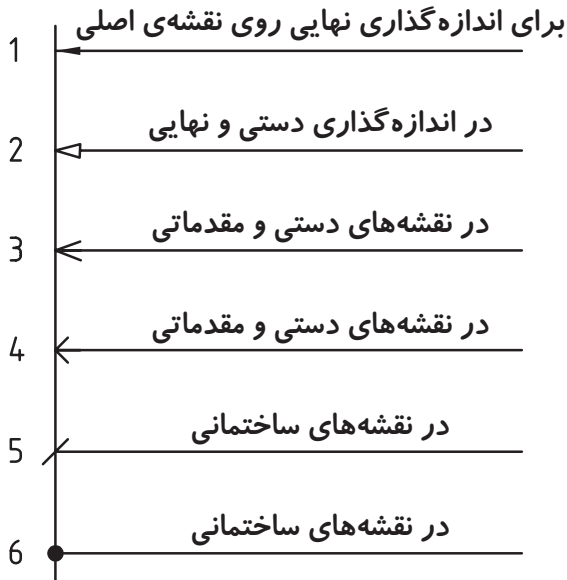 برای اندازه‌گذاری نهایی روی نقشه‌ی اصلی
1
در اندازه‌گذاری دستی و نهایی
2
در نقشه‌های دستی و مقدماتی
3
در نقشه‌های دستی و مقدماتی
4
در نقشه‌های ساختمانی
5
در نقشه‌های ساختمانی
6